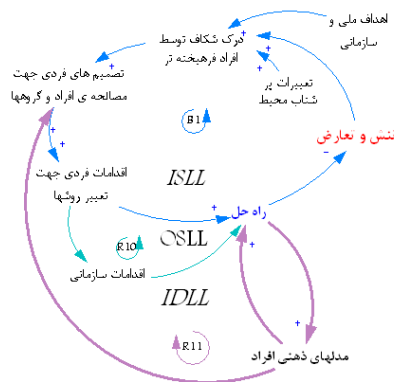 اهداف ملی و
سازمانی
درک شکاف توسط
افراد فرهیخته تر
تصمیم های فردی جهت
مصالحه ی افراد و گروهها
تغییرات پر
شتاب محیط
B1
تنش و تعارض
اقدامات فردی جهت
تغییر روشها
ISLL
راه حل
OSLL
R10
اقدامات سازمانی
IDLL
R11
مدلهای ذهنی افراد